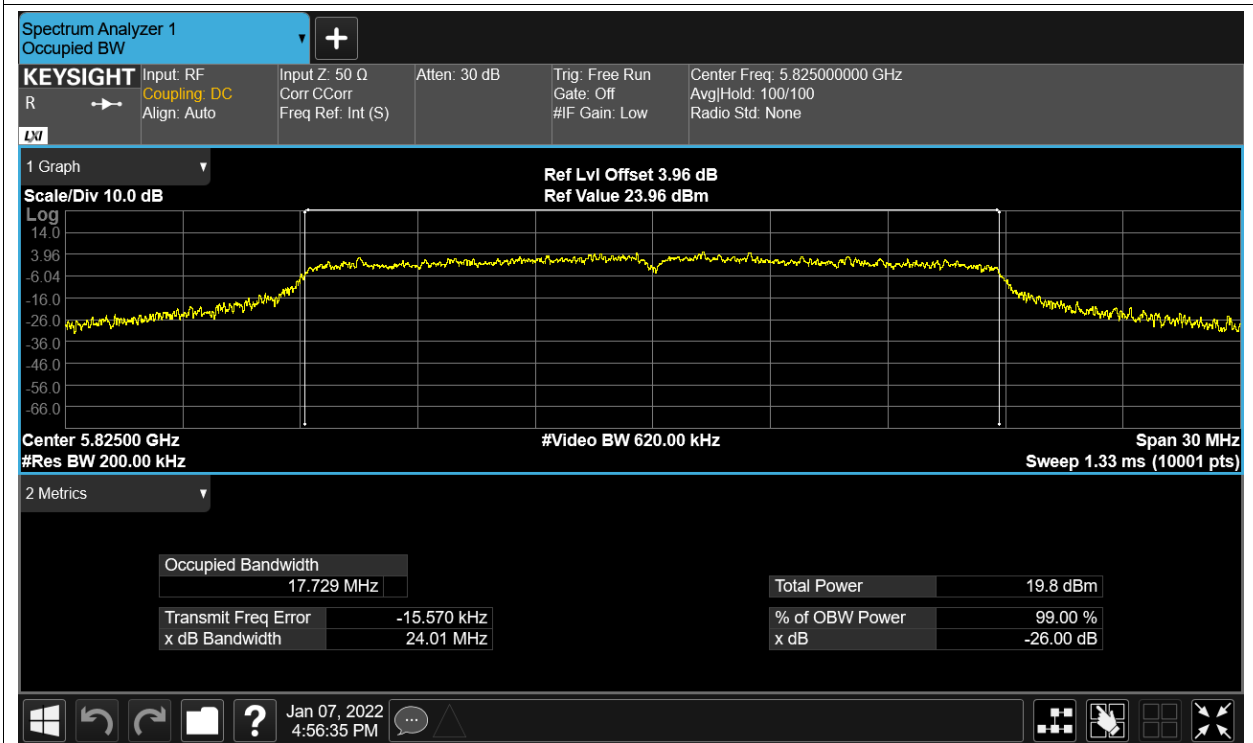 Spectrum Analyzer 1
Occupied BW
KEYSIGHT
R
LXI
Input: RF
Coupling: DC
Align: Auto
Input Z: 50 Ω
Corr CCorr
Freq Ref: Int (S)
Atten: 30 dB
Trig: Free Run
Gate: Off
#IF Gain: Low
Center Freq: 5.825000000 GHz
Avg|Hold: 100/100
Radio Std: None
1 Graph
Scale/Div 10.0 dB
Ref Lvl Offset 3.96 dB
Ref Value 23.96 dBm
Log
14.0
3.96
-6.04
-16.0
-26.0
-36.0
-46.0
-56.0
-66.0
Center 5.82500 GHz
#Res BW 200.00 kHz
#Video BW 620.00 kHz
Span 30 MHz
Sweep 1.33 ms (10001 pts)
2 Metrics
Occupied Bandwidth
17.729 MHz
Transmit Freq Error -15.570 kHz
x dB Bandwidth 24.01 MHz
Total Power 19.8 dBm
% of OBW Power 99.00 %
x dB -26.00 dB
?
Jan 07, 2022
4:56:35 PM